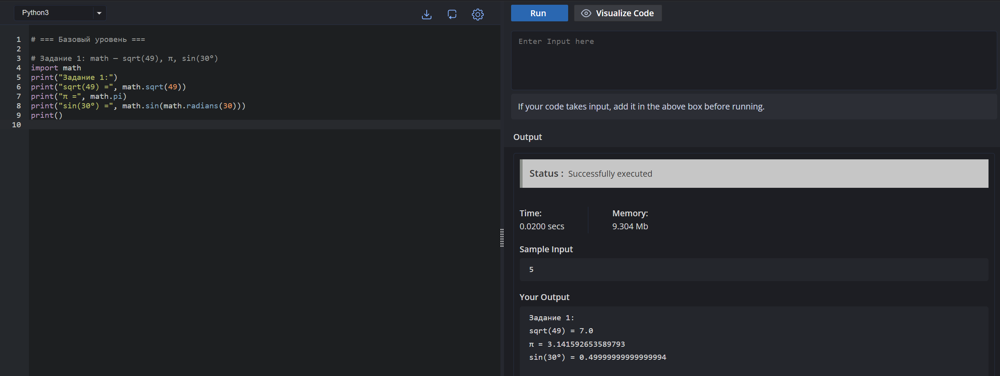 Python3
1 # === Базовый уровень ===
2
3 # Задание 1: math — sqrt(49), π, sin(30°)
4 import math
5 print("Задание 1:")
6 print("sqrt(49) =", math.sqrt(49))
7 print("π =", math.pi)
8 print("sin(30°) =", math.sin(math.radians(30)))
9 print()
10
Run
Visualize Code
Enter Input here
If your code takes input, add it in the above box before running.
Output
Status : Successfully executed
Time:
0.0200 secs
Memory:
9.304 Mb
Sample Input
5
Your Output
Задание 1:
sqrt(49) = 7.0
π = 3.141592653589793
sin(30°) = 0.49999999999999994